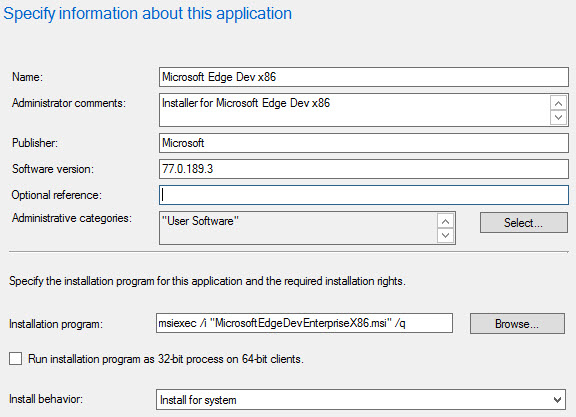 Specify information about this application
Name: Microsoft Edge Dev x86
Administrator comments: Installer for Microsoft Edge Dev x86
Publisher: Microsoft
Software version: 77.0.189.3
Optional reference:
Administrative categories: "User Software" Select...
Specify the installation program for this application and the required installation rights.
Installation program: msiexec /i "MicrosoftEdgeDevEnterpriseX86.msi" /q Browse...
Run installation program as 32-bit process on 64-bit clients.
Install behavior: Install for system